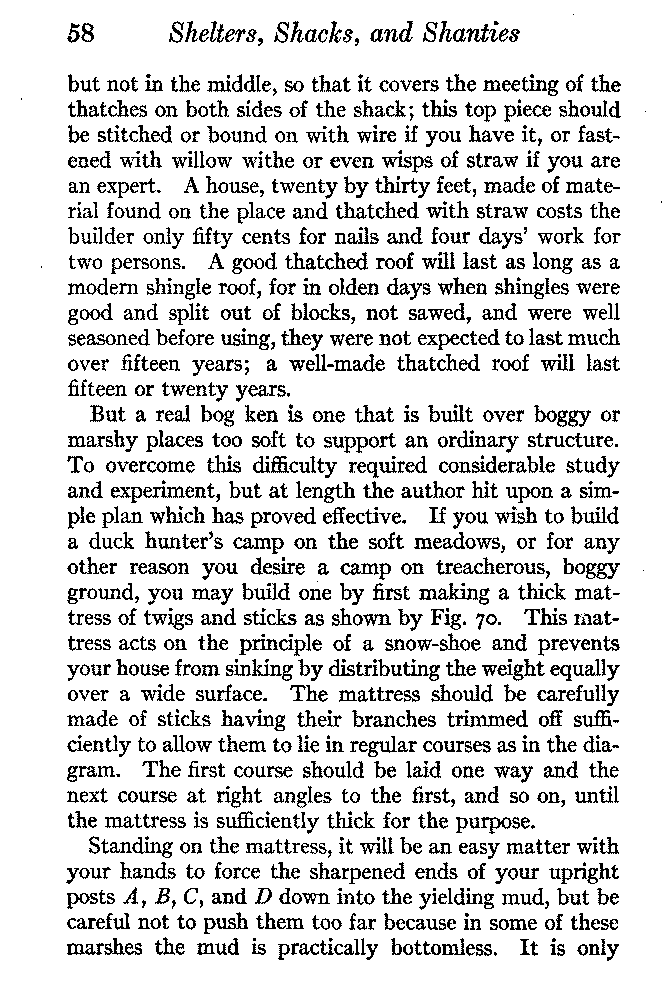 58 Shelters, Shacks, and Shanties
but not in the middle, so that it covers the meeting of the
thatches on both sides of the shack; this top piece should
be stitched or bound on with wire if you have it, or fast-
ened with willow withe or even wisps of straw if you are
an expert. A house, twenty by thirty feet, made of mate-
rial found on the place and thatched with straw costs the
builder only fifty cents for nails and four days' work for
two persons. A good thatched roof will last as long as a
modern shingle roof, for in olden days when shingles were
good and split out of blocks, not sawed, and were well
seasoned before using, they were not expected to last much
over fifteen years; a well-made thatched roof will last
fifteen or twenty years.
But a real bog ken is one that is built over boggy or
marshy places too soft to support an ordinary structure.
To overcome this difficulty required considerable study
and experiment, but at length the author hit upon a sim-
ple plan which has proved effective. If you wish to build
a duck hunter's camp on the soft meadows, or for any
other reason you desire a camp on treacherous, boggy
ground, you may build one by first making a thick mat-
tress of twigs and sticks as shown by Fig. 70. This mat-
tress acts on the principle of a snow-shoe and prevents
your house from sinking by distributing the weight equally
over a wide surface. The mattress should be carefully
made of sticks having their branches trimmed off suffi-
ciently to allow them to lie in regular courses as in the dia-
gram. The first course should be laid one way and the
next course at right angles to the first, and so on, until
the mattress is sufficiently thick for the purpose.
Standing on the mattress, it will be an easy matter with
your hands to force the sharpened ends of your upright
posts A, B, C, and D down into the yielding mud, but be
careful not to push them too far because in some of these
marshes the mud is practically bottomless. It is only